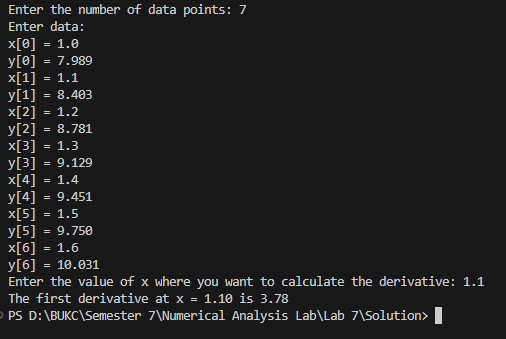 Enter the number of data points: 7
Enter data:
x[0] = 1.0
y[0] = 7.989
x[1] = 1.1
y[1] = 8.403
x[2] = 1.2
y[2] = 8.781
x[3] = 1.3
y[3] = 9.129
x[4] = 1.4
y[4] = 9.451
x[5] = 1.5
y[5] = 9.750
x[6] = 1.6
y[6] = 10.031
Enter the value of x where you want to calculate the derivative: 1.1
The first derivative at x = 1.10 is 3.78
PS D:\BUKC\Semester 7\Numerical Analysis Lab\Lab 7\Solution>